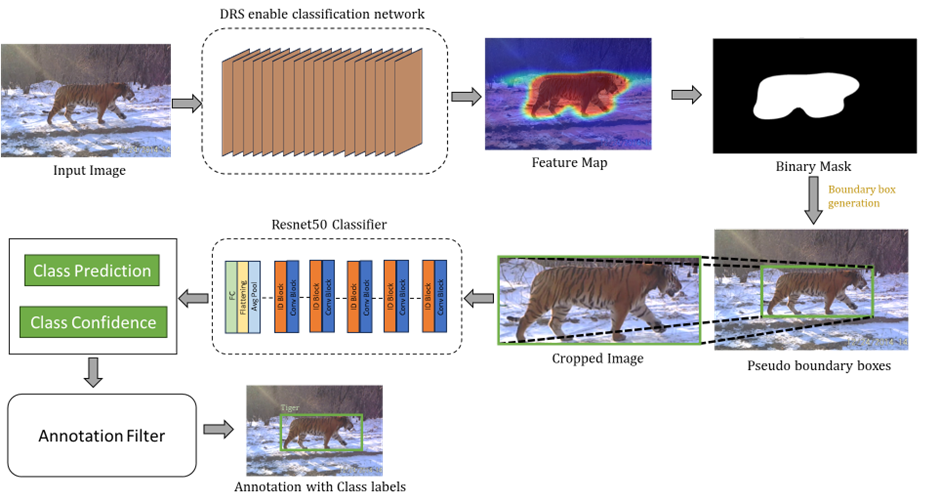 DRS enable classification network
Input Image
Feature Map
Binary Mask
Boundary box
generation
Pseudo boundary boxes
Cropped Image
Resnet50 Classifier
ID Block
Conv Block
ID Block
Conv Block
ID Block
Conv Block
ID Block
Conv Block
ID Block
Conv Block
Avg Pool
Flattening
FC
Class Prediction
Class Confidence
Annotation Filter
Tiger
Annotation with Class labels